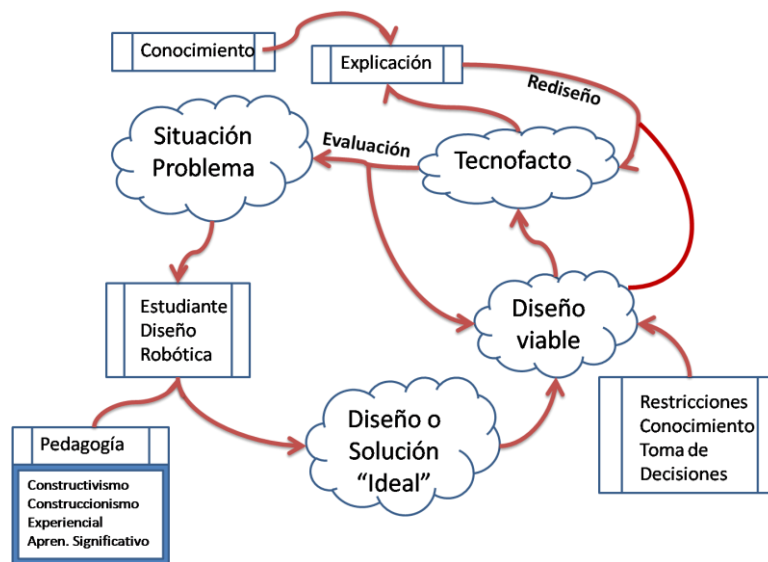 Conocimiento
Explicación
Rediseño
Situación
Problema
Evaluación
Tecnofacto
Estudiante
Diseño
Robótica
Diseño
viable
Pedagogía
Constructivismo
Construccionismo
Experiencial
Apren. Significativo
Diseño o
Solución
“Ideal”
Restricciones
Conocimiento
Toma de
Decisiones